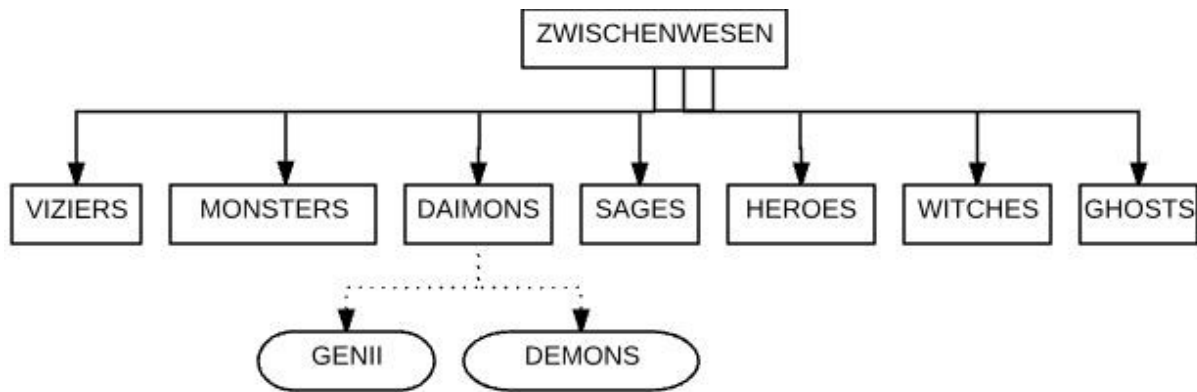 ZWISCHENWESEN
VIZIERS
MONSTERS
DAIMONS
SAGES
HEROES
WITCHES
GHOSTS
GENII
DEMONS